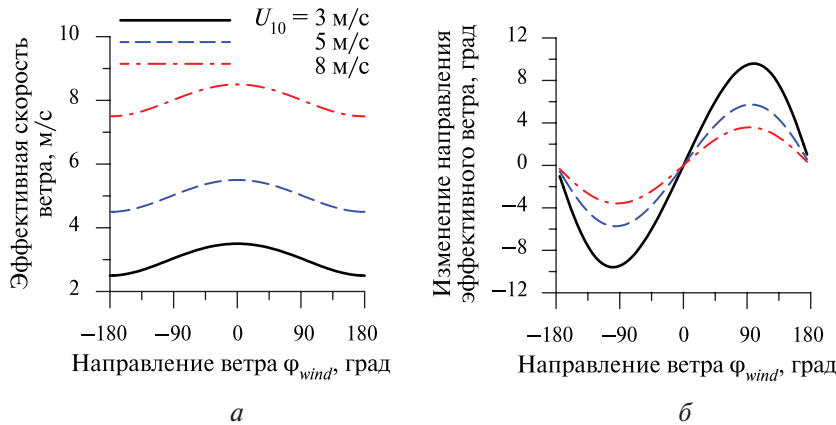 U10 = 3 м/с
5 м/с
8 м/с
Эффективная скорость
ветра, м/с
10
8
6
4
2
−180 −90 0 90 180
Направление ветра φwind, град
а
Изменение направления
эффективного ветра, град
12
8
4
0
−4
−8
−12
−180 −90 0 90 180
Направление ветра φwind, град
б